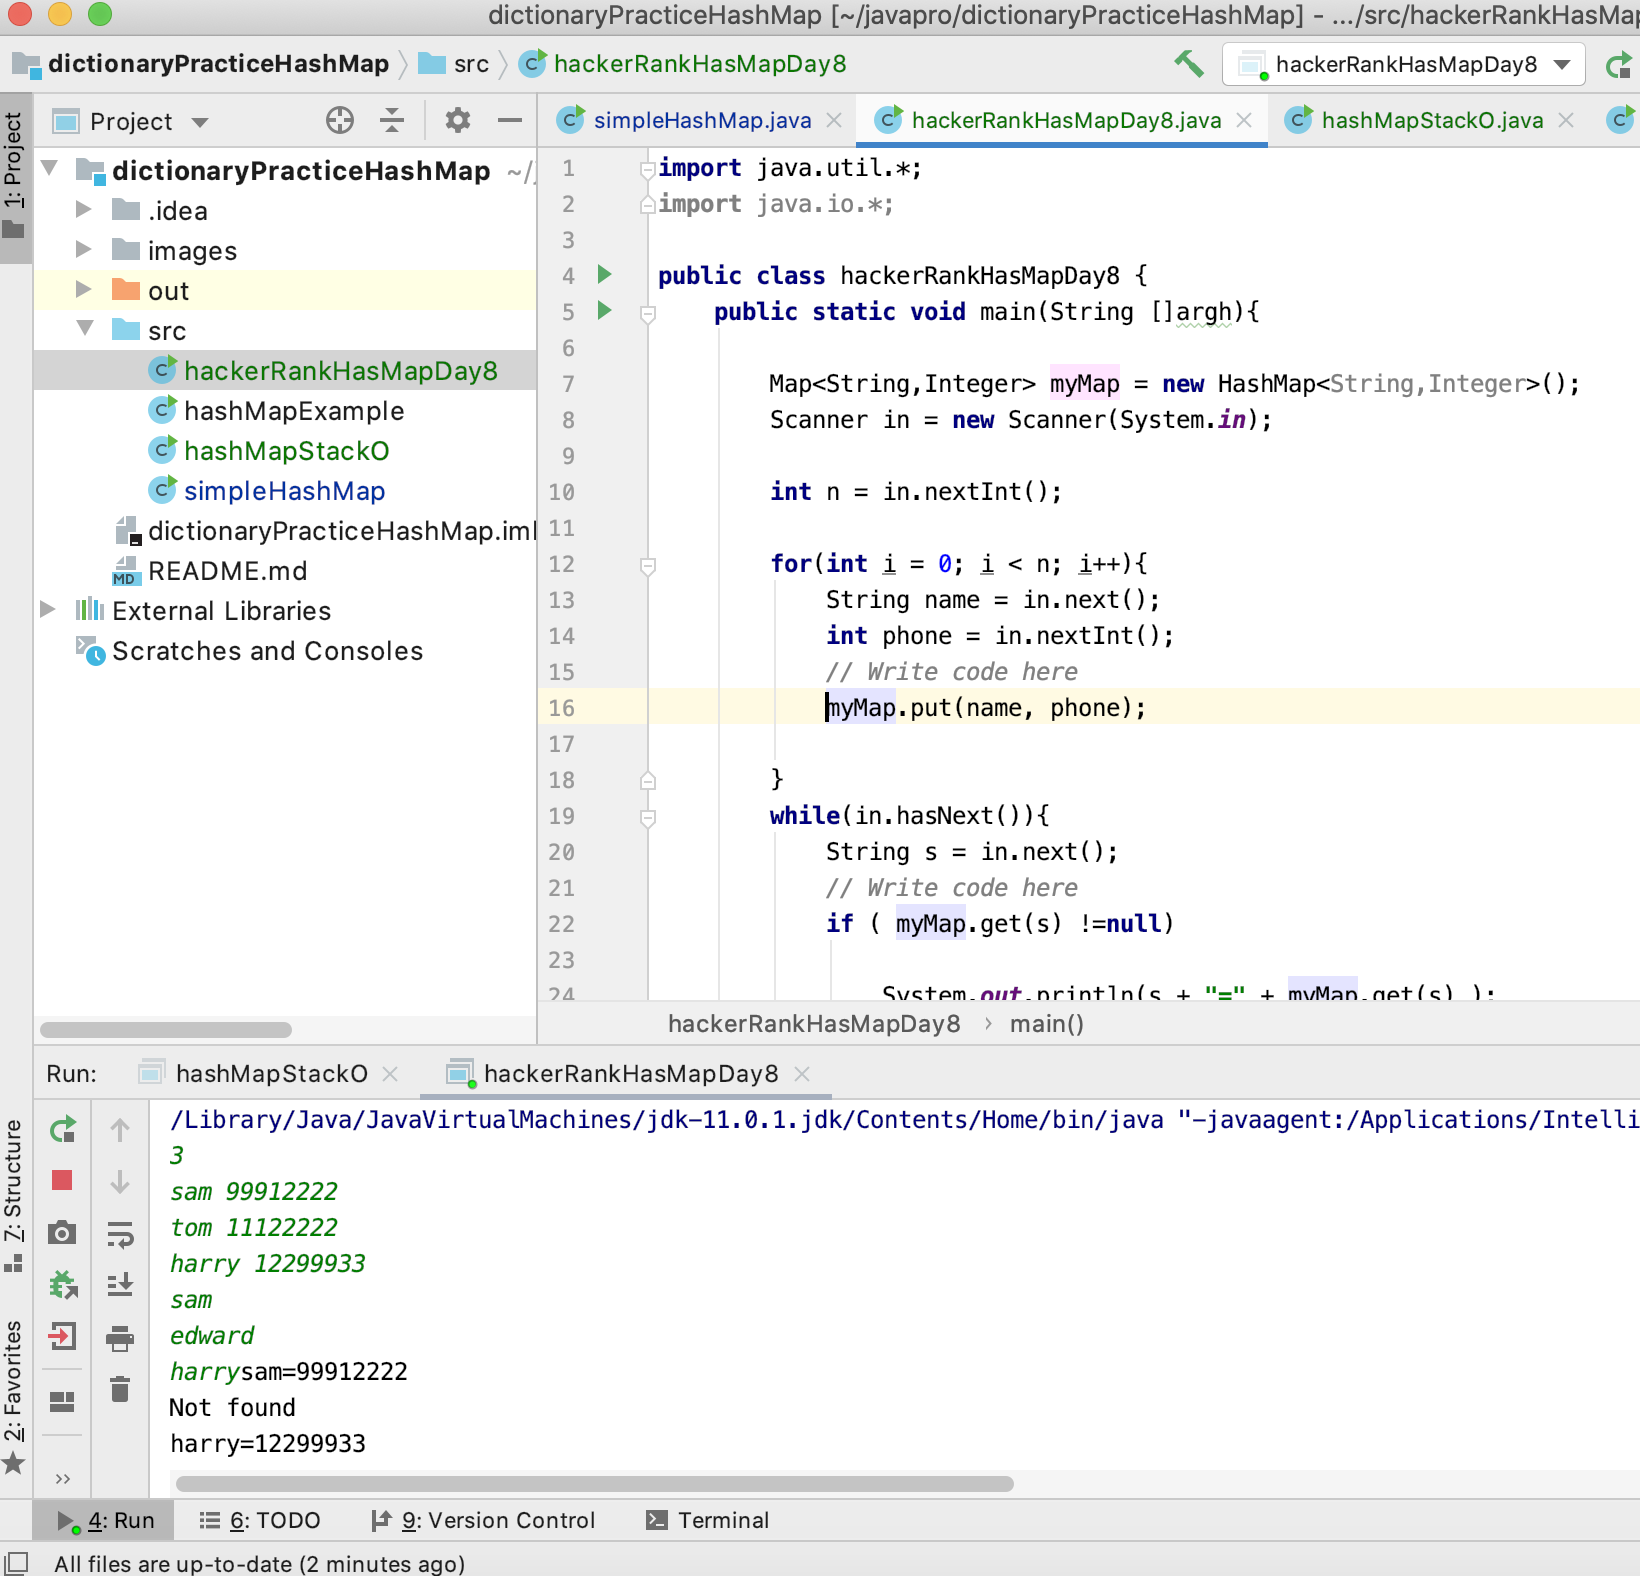 dictionaryPracticeHashMap [~/javapro/dictionaryPracticeHashMap] - .../src/hackerRankHasMap
dictionaryPracticeHashMap src hackerRankHasMapDay8 hackerRankHasMapDay8
1: Project
Project
simpleHashMap.java hackerRankHasMapDay8.java hashMapStackO.java
dictionaryPracticeHashMap ~/
.idea
images
out
src
hackerRankHasMapDay8
hashMapExample
hashMapStackO
simpleHashMap
dictionaryPracticeHashMap.iml
README.md
External Libraries
Scratches and Consoles
1 import java.util.*;
2 import java.io.*;
3
4 public class hackerRankHasMapDay8 {
5 public static void main(String []argh){
6
7 Map<String,Integer> myMap = new HashMap<String,Integer>();
8 Scanner in = new Scanner(System.in);
9
10 int n = in.nextInt();
11
12 for(int i = 0; i < n; i++){
13 String name = in.next();
14 int phone = in.nextInt();
15 // Write code here
16 myMap.put(name, phone);
17
18 }
19 while(in.hasNext()){
20 String s = in.next();
21 // Write code here
22 if ( myMap.get(s) !=null)
23
24 System.out.println(s + "=" + myMap.get(s) );
hackerRankHasMapDay8 › main()
Run: hashMapStackO hackerRankHasMapDay8
/Library/Java/JavaVirtualMachines/jdk-11.0.1.jdk/Contents/Home/bin/java "-javaagent:/Applications/Intelli
3
sam 99912222
tom 11122222
harry 12299933
sam
edward
harrysam=99912222
Not found
harry=12299933
7: Structure
2: Favorites
4: Run 6: TODO 9: Version Control Terminal
All files are up-to-date (2 minutes ago)